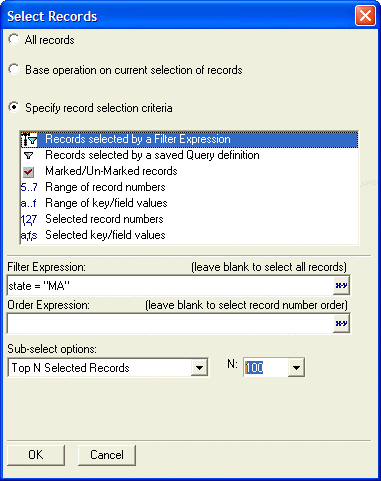 Select Records
All records
Base operation on current selection of records
Specify record selection criteria
Records selected by a Filter Expression
Records selected by a saved Query definition
Marked/Un-Marked records
5..7 Range of record numbers
a..f Range of key/field values
1,2,7 Selected record numbers
a,f,s Selected key/field values
Filter Expression: (leave blank to select all records)
state = "MA" x=y
Order Expression: (leave blank to select record number order)
x=y
Sub-select options:
Top N Selected Records N: 100
OK Cancel